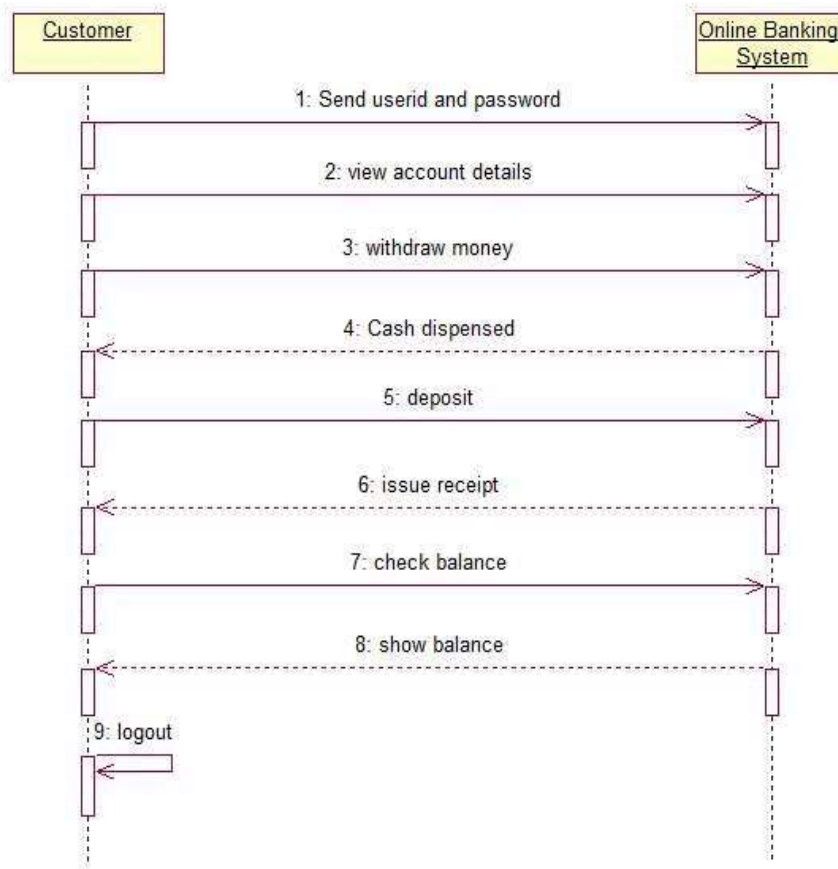 Customer
Online Banking
System
1: Send userid and password
2: view account details
3: withdraw money
4: Cash dispensed
5: deposit
6: issue receipt
7: check balance
8: show balance
9: logout